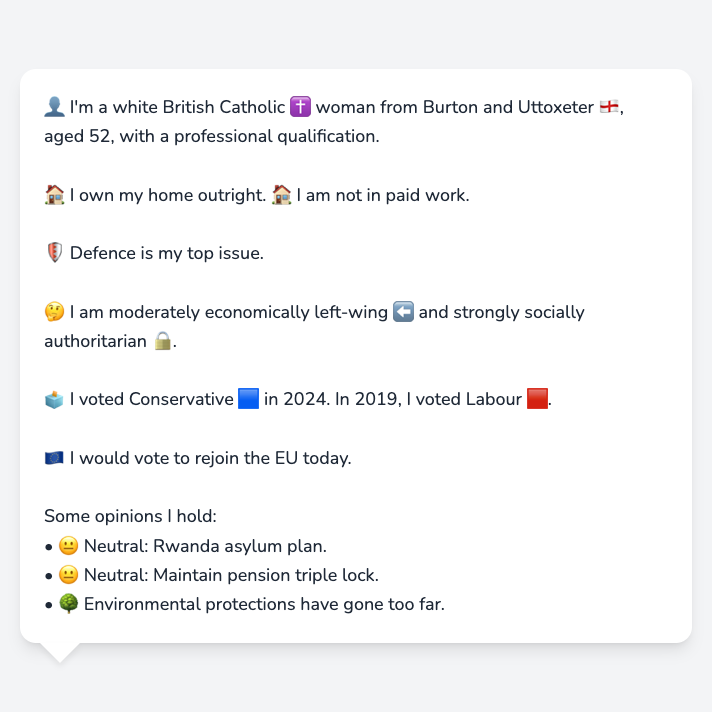 👤 I'm a white British Catholic ✝️ woman from Burton and Uttoxeter 🏴󠁧󠁢󠁥󠁮󠁧󠁿,
aged 52, with a professional qualification.
🏠 I own my home outright. 🏠 I am not in paid work.
🛡️ Defence is my top issue.
🤔 I am moderately economically left-wing ⬅️ and strongly socially
authoritarian 🔒.
🗳️ I voted Conservative 🟦 in 2024. In 2019, I voted Labour 🟥.
🇪🇺 I would vote to rejoin the EU today.
Some opinions I hold:
• 😐 Neutral: Rwanda asylum plan.
• 😐 Neutral: Maintain pension triple lock.
• 🌳 Environmental protections have gone too far.